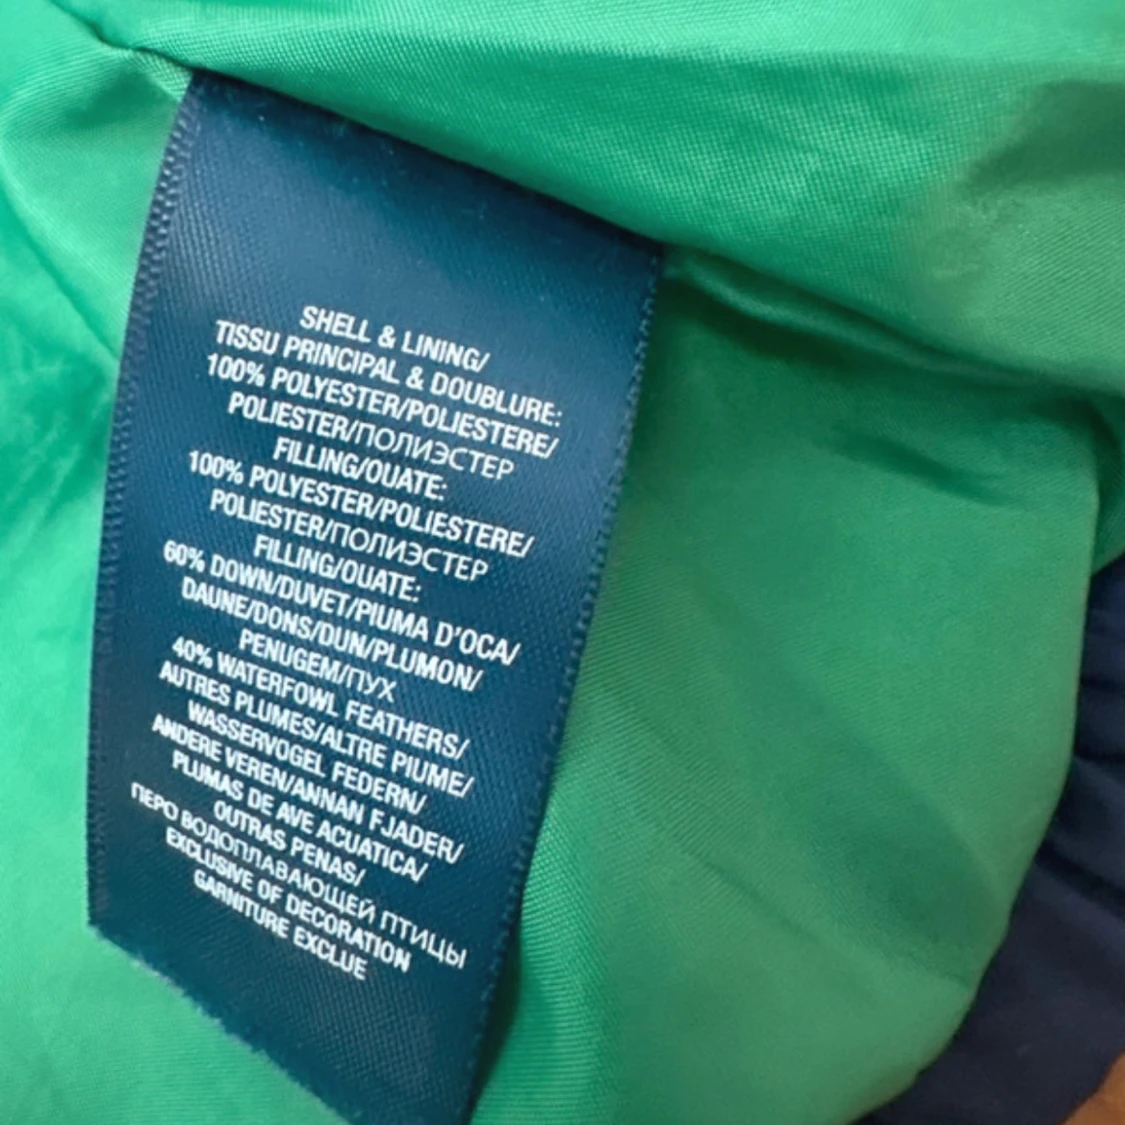 SHELL & LINING/
TISSU PRINCIPAL & DOUBLURE:
100% POLYESTER/POLIESTERE/
POLIESTER/ПОЛИЭСТЕР
FILLING/OUATE:
100% POLYESTER/POLIESTERE/
POLIESTER/ПОЛИЭСТЕР
FILLING/OUATE:
60% DOWN/DUVET/PIUMA D'OCA/
DAUNE/DONS/DUN/PLUMON/
PENUGEM/ПУХ
40% WATERFOWL FEATHERS/
AUTRES PLUMES/ALTRE PIUME/
WASSERVOGEL FEDERN/
ANDERE VEREN/ANNAN FJADER/
PLUMAS DE AVE ACUATICA/
OUTRAS PENAS/
ПЕРО ВОДОПЛАВАЮЩЕЙ ПТИЦЫ
EXCLUSIVE OF DECORATION
GARNITURE EXCLUE